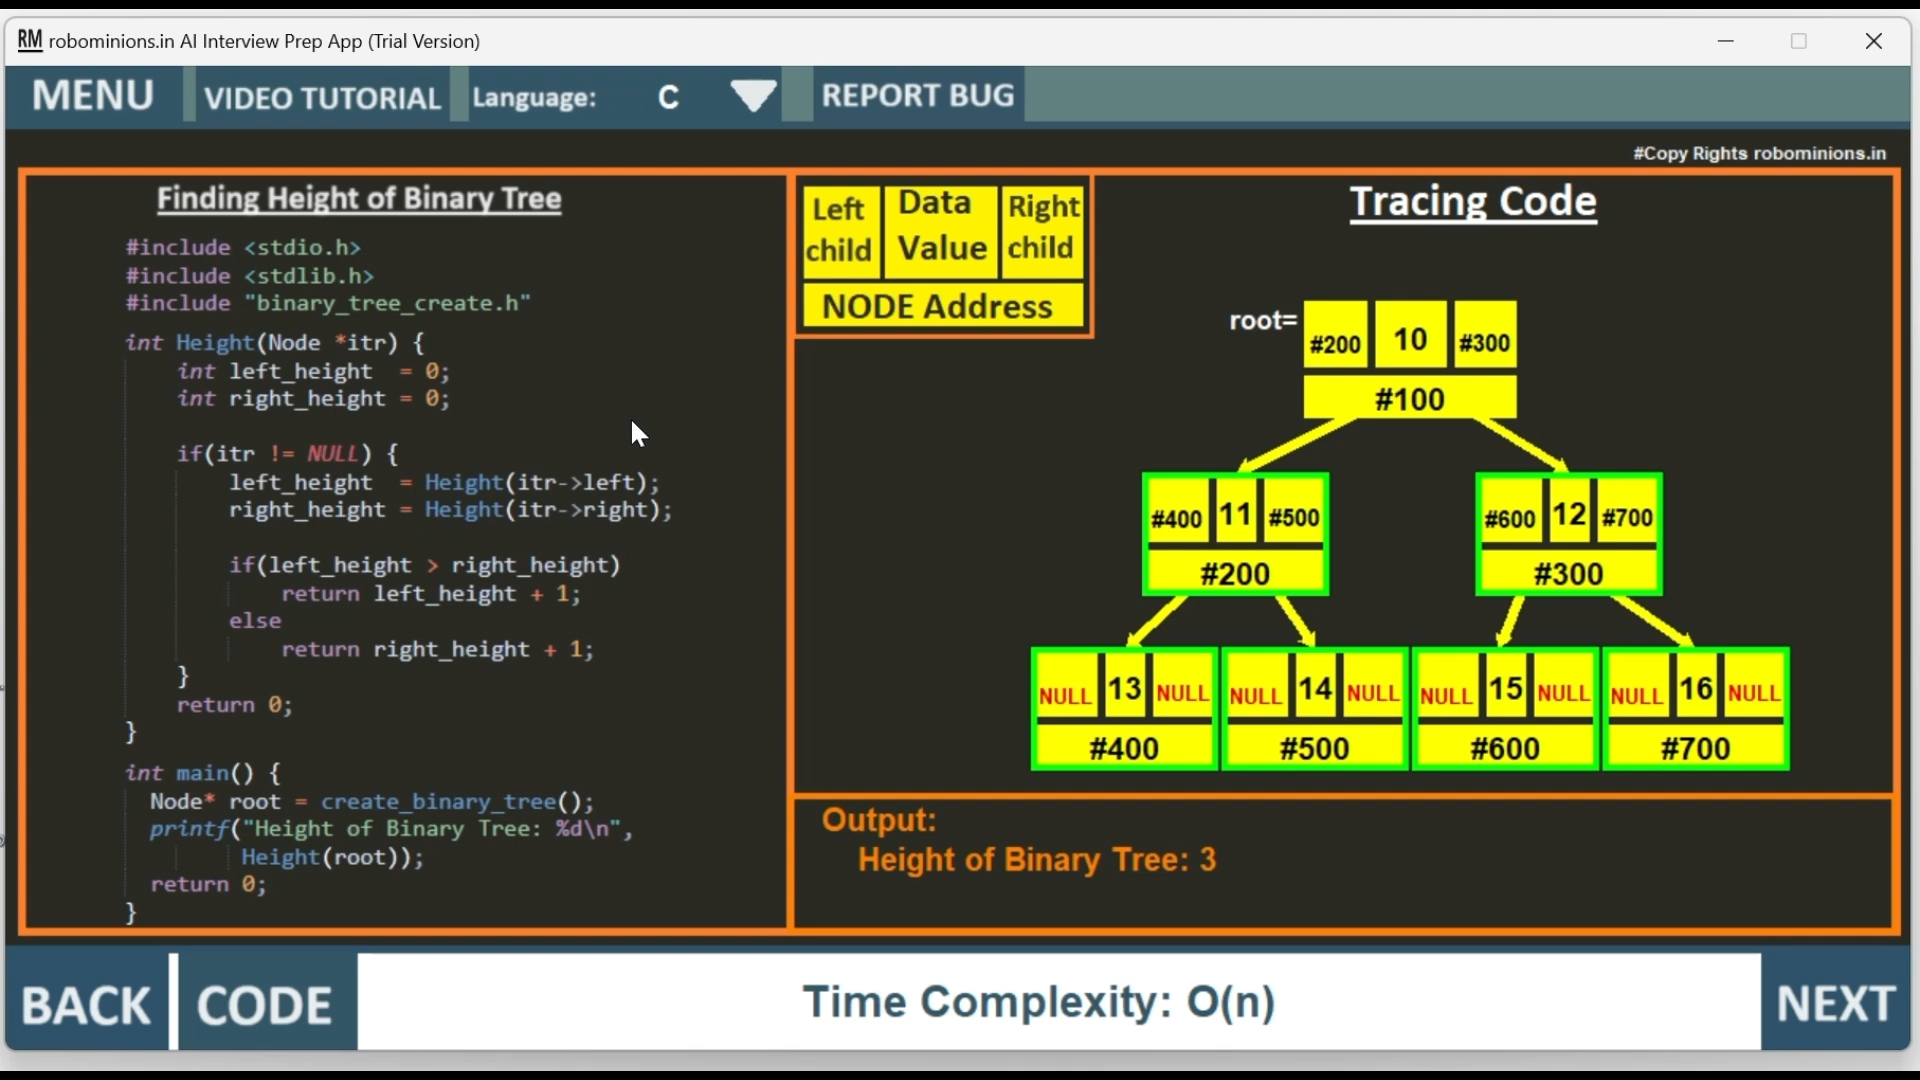 RM robominions.in AI Interview Prep App (Trial Version)
MENU VIDEO TUTORIAL Language: C REPORT BUG
#Copy Rights robominions.in
Finding Height of Binary Tree
#include <stdio.h>
#include <stdlib.h>
#include "binary_tree_create.h"
int Height(Node *itr) {
int left_height = 0;
int right_height = 0;
if(itr != NULL) {
left_height = Height(itr->left);
right_height = Height(itr->right);
if(left_height > right_height)
return left_height + 1;
else
return right_height + 1;
}
return 0;
}
int main() {
Node* root = create_binary_tree();
printf("Height of Binary Tree: %d\n",
Height(root));
return 0;
}
Left child Data Value Right child
NODE Address
Tracing Code
root= #200 10 #300
#100
#400 11 #500 #600 12 #700
#200 #300
NULL 13 NULL NULL 14 NULL NULL 15 NULL NULL 16 NULL
#400 #500 #600 #700
Output:
Height of Binary Tree: 3
BACK CODE Time Complexity: O(n) NEXT